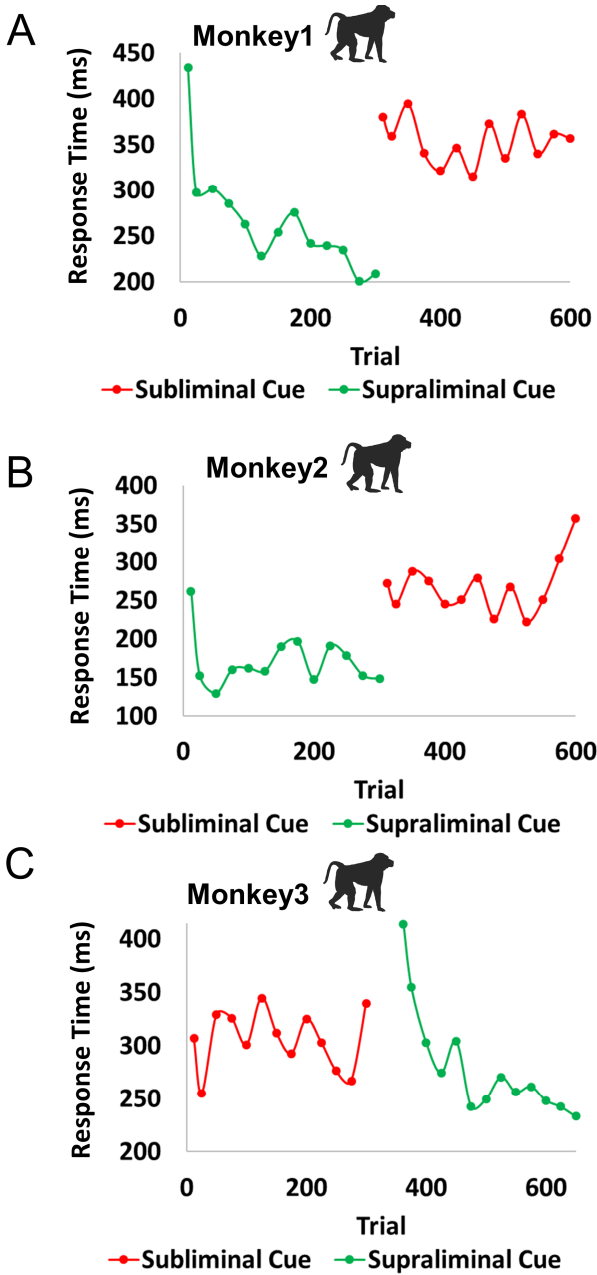 A
Monkey1
Response Time (ms)
450
400
350
300
250
200
0 200 400 600
Trial
Subliminal Cue Supraliminal Cue
B
Monkey2
Response Time (ms)
400
350
300
250
200
150
100
0 200 400 600
Trial
Subliminal Cue Supraliminal Cue
C
Monkey3
Response Time (ms)
400
350
300
250
200
0 200 400 600
Trial
Subliminal Cue Supraliminal Cue